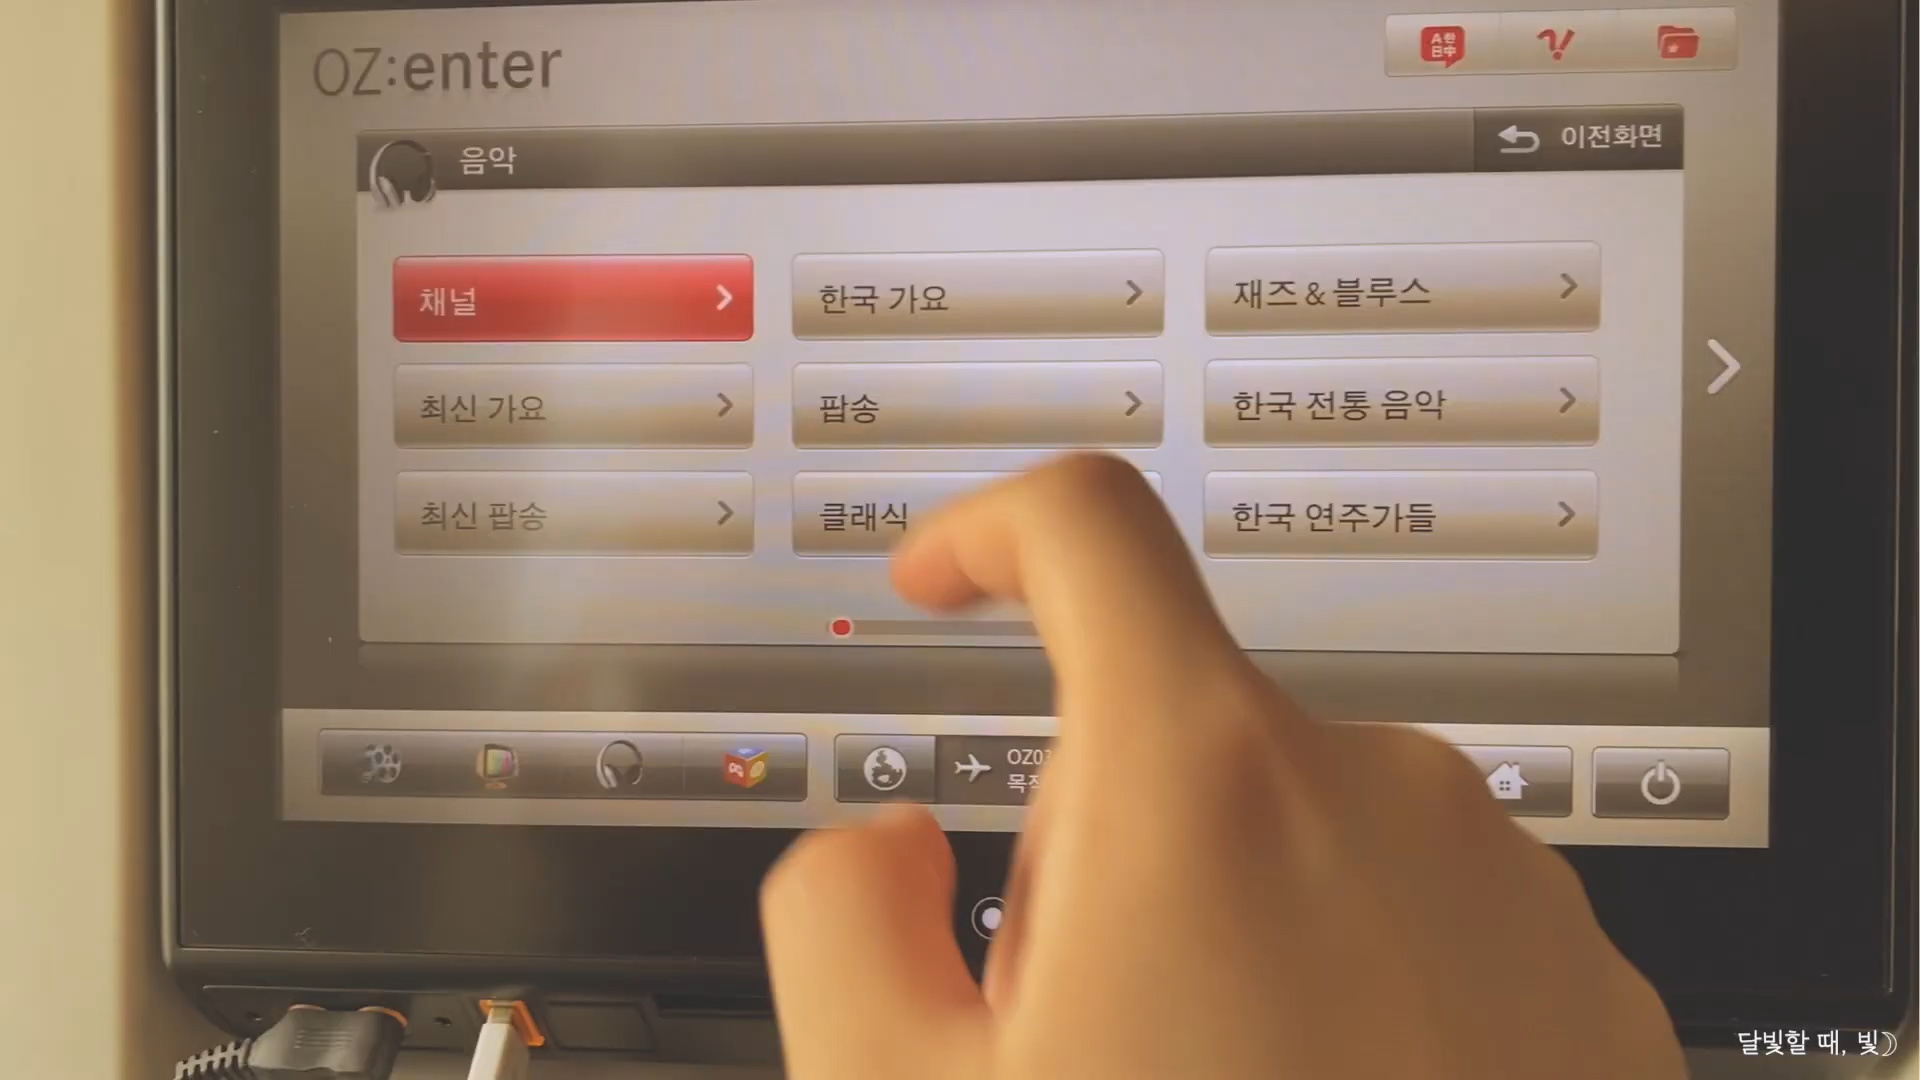 OZ:enter
음악
이전화면
채널
한국 가요
재즈 & 블루스
최신 가요
팝송
한국 전통 음악
최신 팝송
클래식
한국 연주가들
달빛할 때, 빛